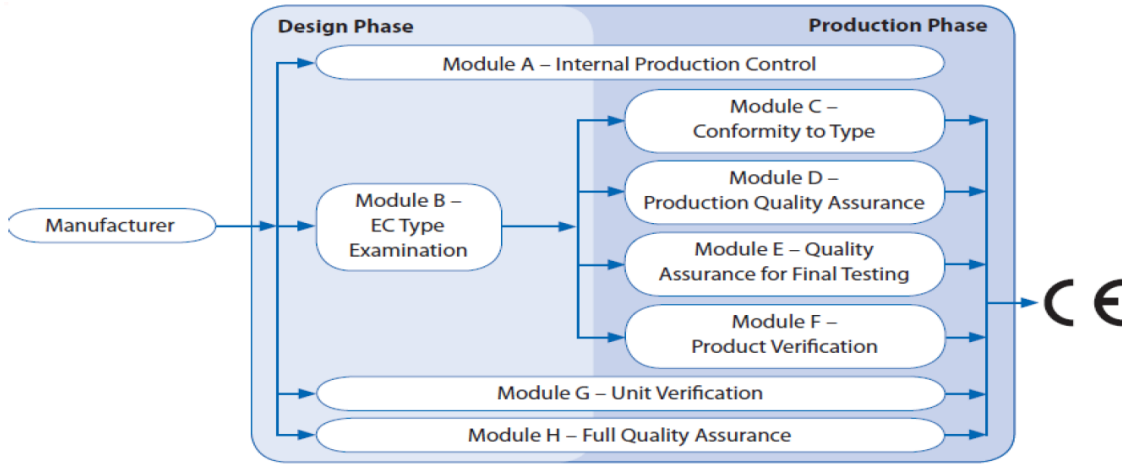 Design Phase
Production Phase
Module A – Internal Production Control
Module C –
Conformity to Type
Module D –
Production Quality Assurance
Manufacturer
Module B –
EC Type
Examination
Module E – Quality
Assurance for Final Testing
Module F –
Product Verification
CE
Module G – Unit Verification
Module H – Full Quality Assurance